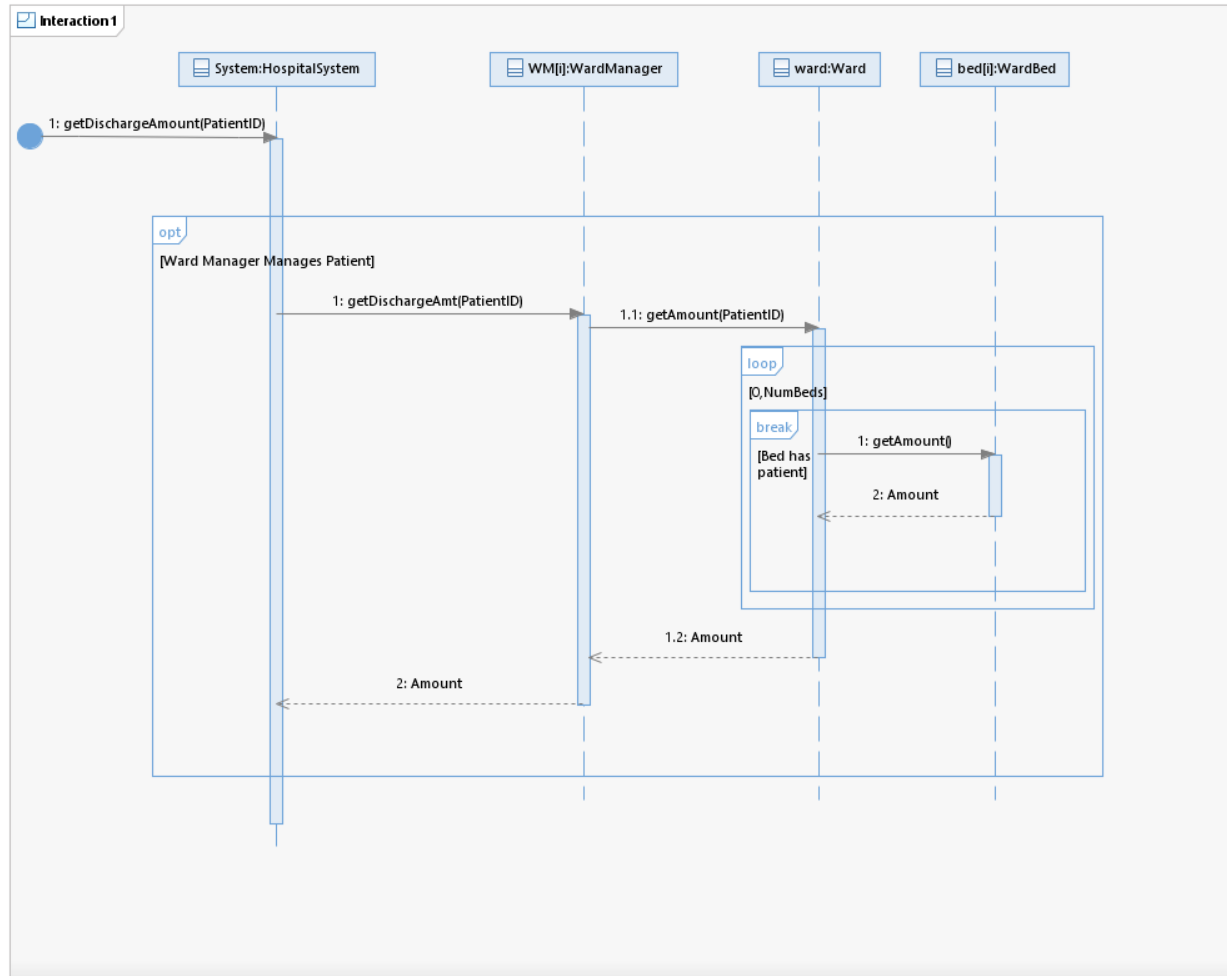 Interaction1
System:HospitalSystem
WM[i]:WardManager
ward:Ward
bed[i]:WardBed
1: getDischargeAmount(PatientID)
opt
[Ward Manager Manages Patient]
1: getDischargeAmt(PatientID)
1.1: getAmount(PatientID)
loop
[0,NumBeds]
break
1: getAmount()
[Bed has
patient]
2: Amount
1.2: Amount
2: Amount